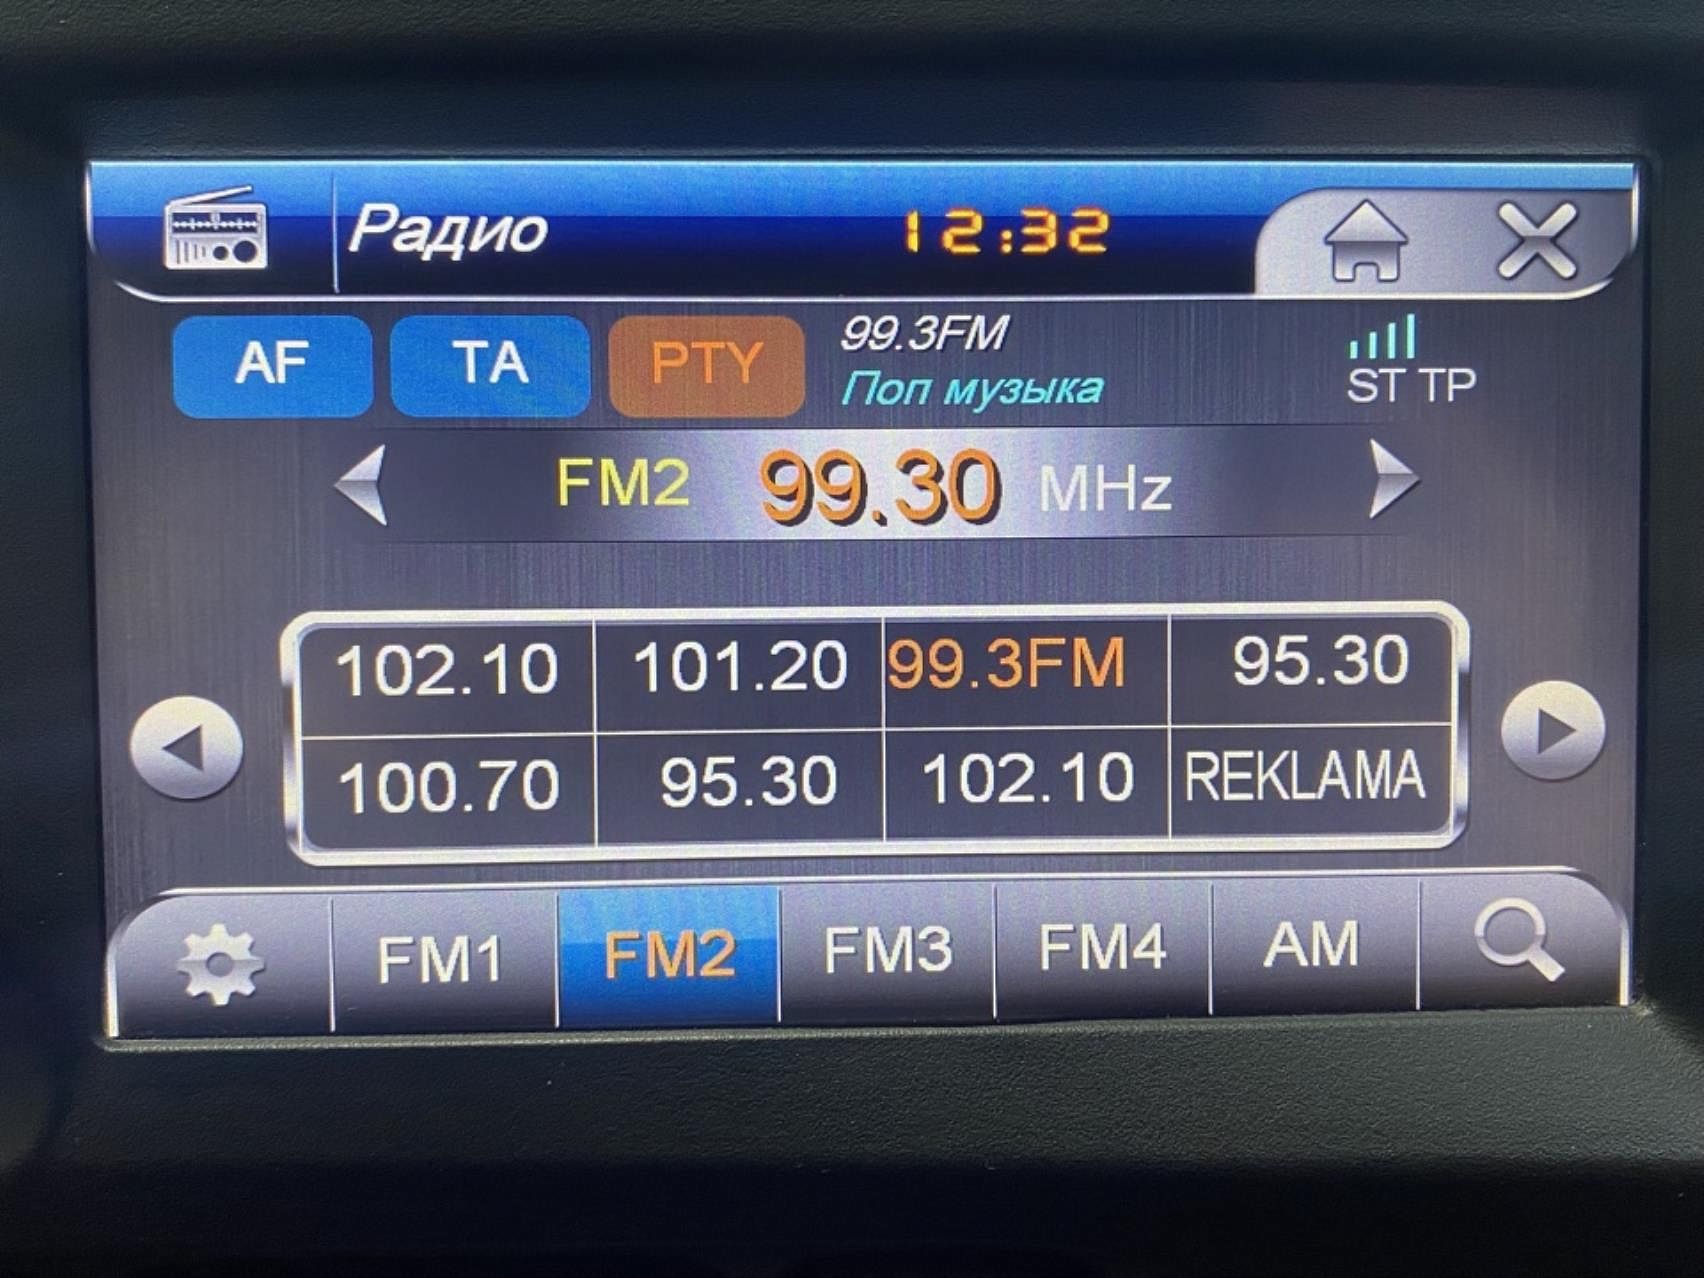 Радио 12:32
AF TA PTY 99.3FM
Поп музыка
ST TP
FM2 99.30 MHz
102.10 101.20 99.3FM 95.30
100.70 95.30 102.10 REKLAMA
FM1 FM2 FM3 FM4 AM